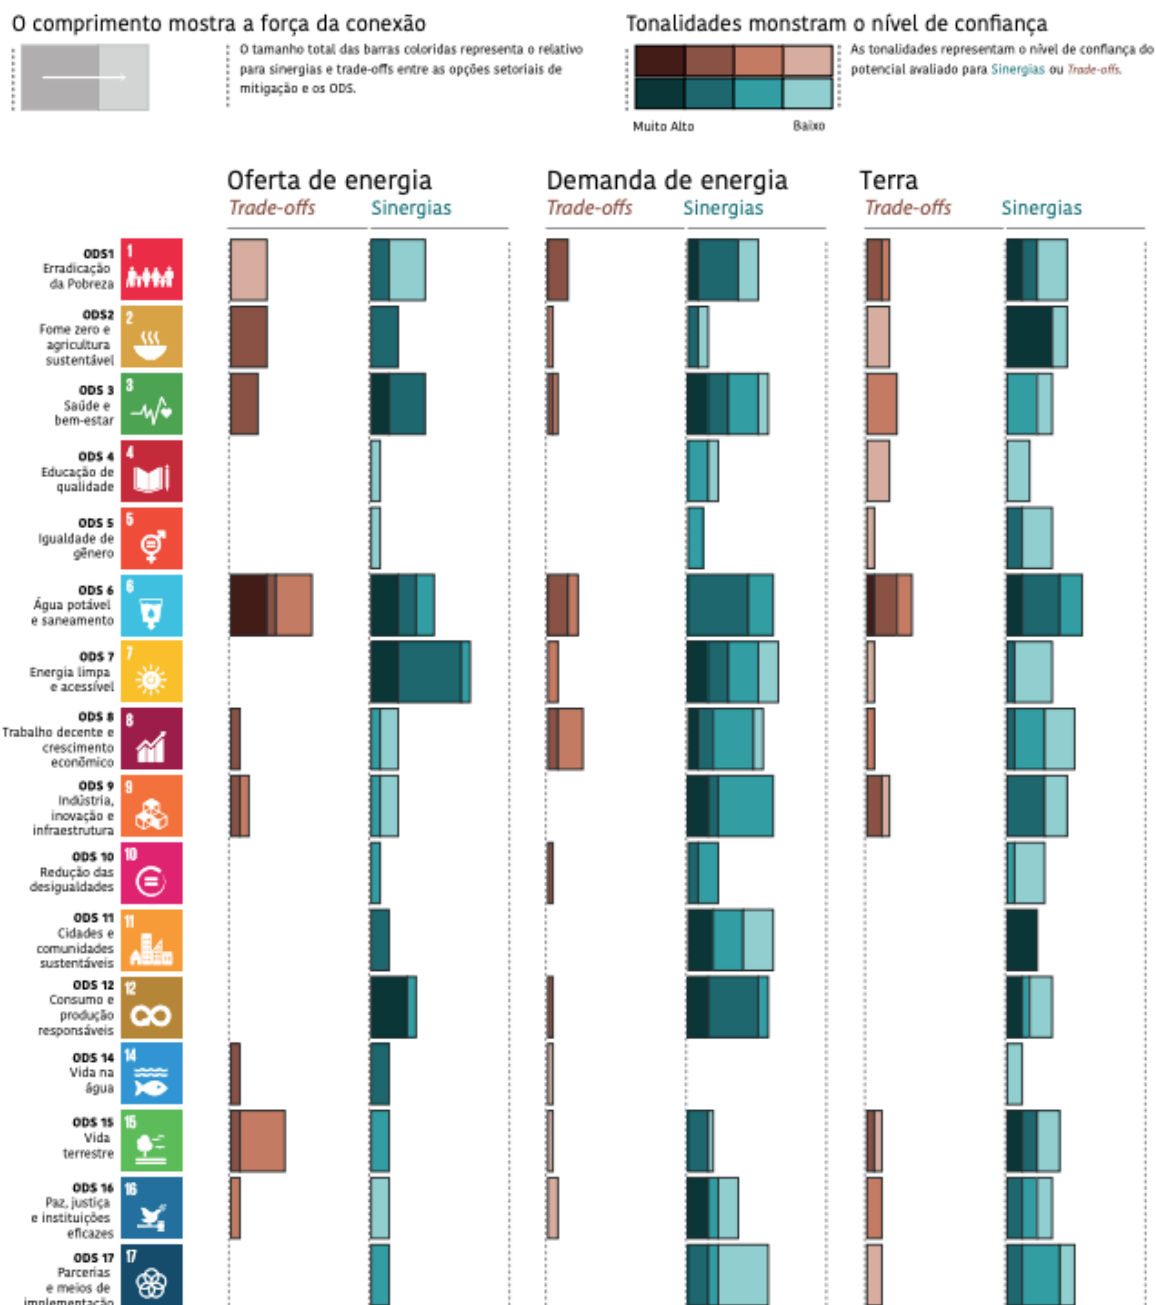 O comprimento mostra a força da conexão
O tamanho total das barras coloridas representa o relativo
para sinergias e trade-offs entre as opções setoriais de
mitigação e os ODS.
Tonalidades monstram o nível de confiança
As tonalidades representam o nível de confiança do
potencial avaliado para Sinergias ou Trade-offs.
Muito Alto
Baixo
Oferta de energia
Demanda de energia
Terra
Trade-offs
Sinergias
Trade-offs
Sinergias
Trade-offs
Sinergias
ODS1
Erradicação
da Pobreza
1
ODS2
Fome zero e
agricultura
sustentável
2
ODS 3
Saúde e
bem-estar
3
ODS 4
Educação de
qualidade
4
ODS 5
Igualdade de
gênero
5
ODS 6
Água potável
e saneamento
6
ODS 7
Energia limpa
e acessível
7
ODS 8
Trabalho decente e
crescimento
econômico
8
ODS 9
Indústria,
inovação e
infraestrutura
9
ODS 10
Redução das
desigualdades
10
ODS 11
Cidades e
comunidades
sustentáveis
11
ODS 12
Consumo e
produção
responsáveis
12
ODS 14
Vida na
água
14
ODS 15
Vida
terrestre
15
ODS 16
Paz, justiça
e instituições
eficazes
16
ODS 17
Parcerias
e meios de
implementação
17